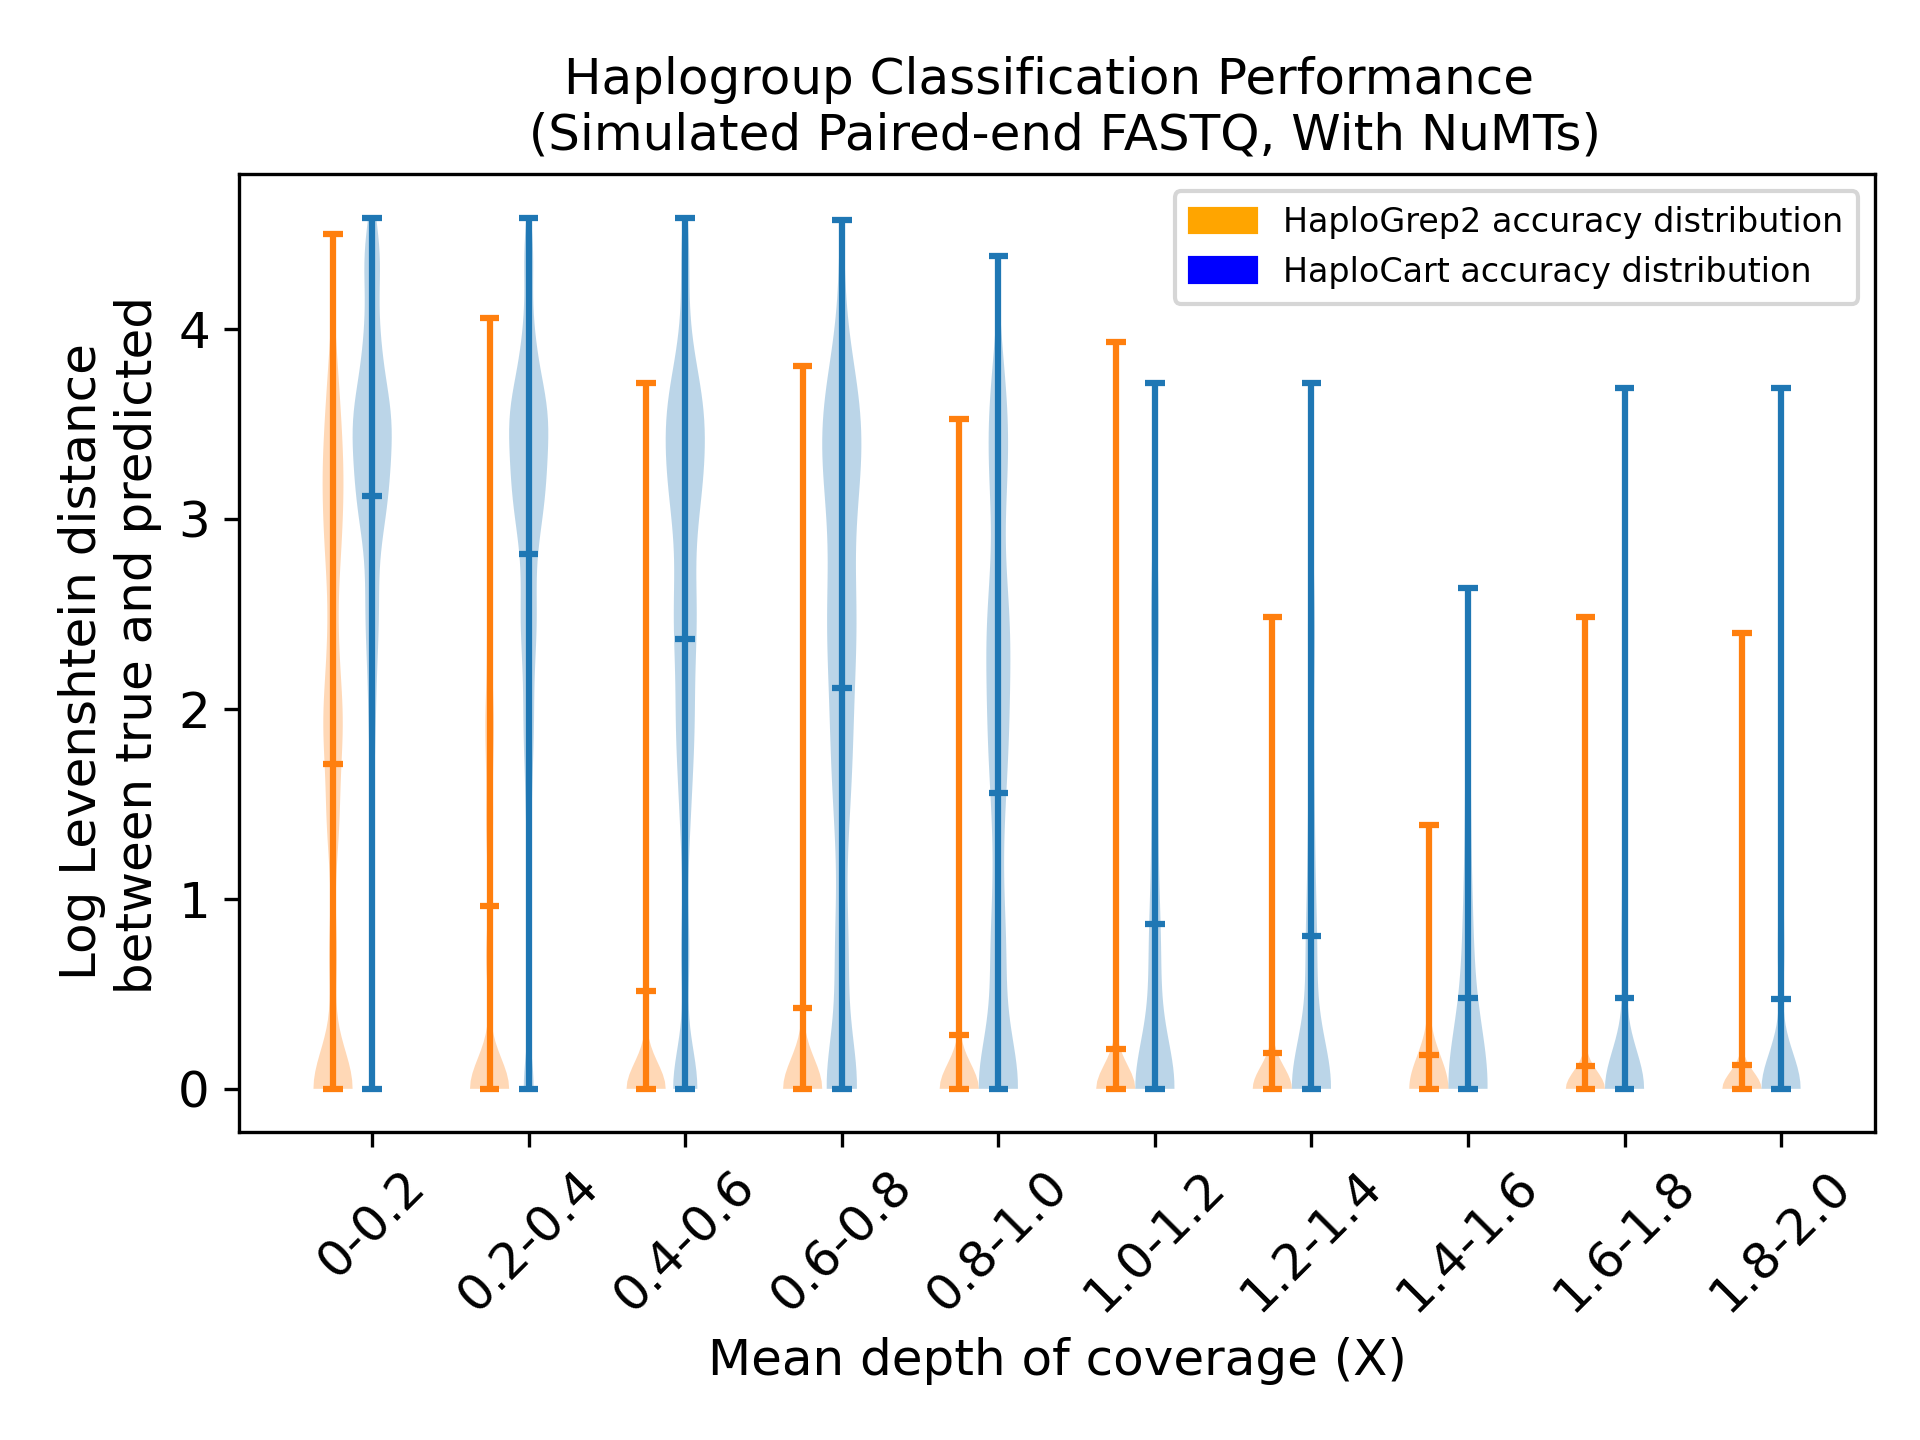 Haplogroup Classification Performance
(Simulated Paired-end FASTQ, With NuMTs)
HaploGrep2 accuracy distribution
HaploCart accuracy distribution
Log Levenshtein distance
between true and predicted
4
3
2
1
0
0-0.2
0.2-0.4
0.4-0.6
0.6-0.8
0.8-1.0
1.0-1.2
1.2-1.4
1.4-1.6
1.6-1.8
1.8-2.0
Mean depth of coverage (X)